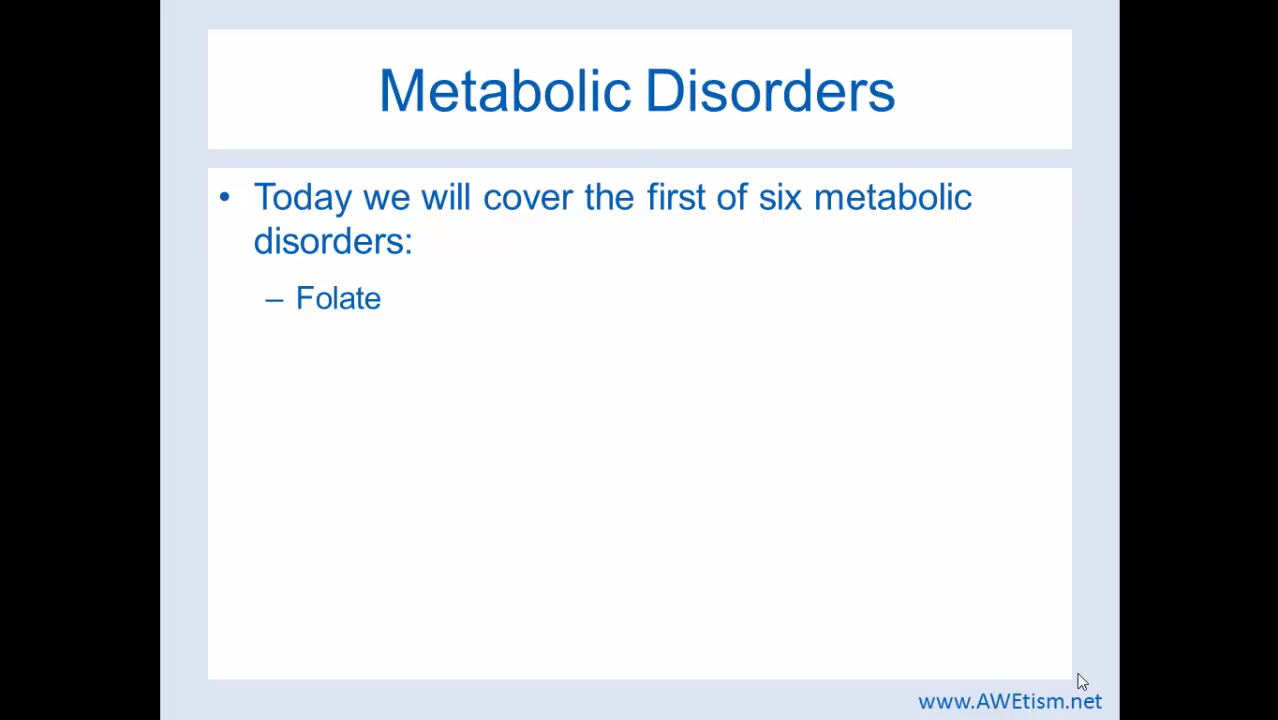 Metabolic Disorders
• Today we will cover the first of six metabolic
disorders:
– Folate
www.AWEtism.net